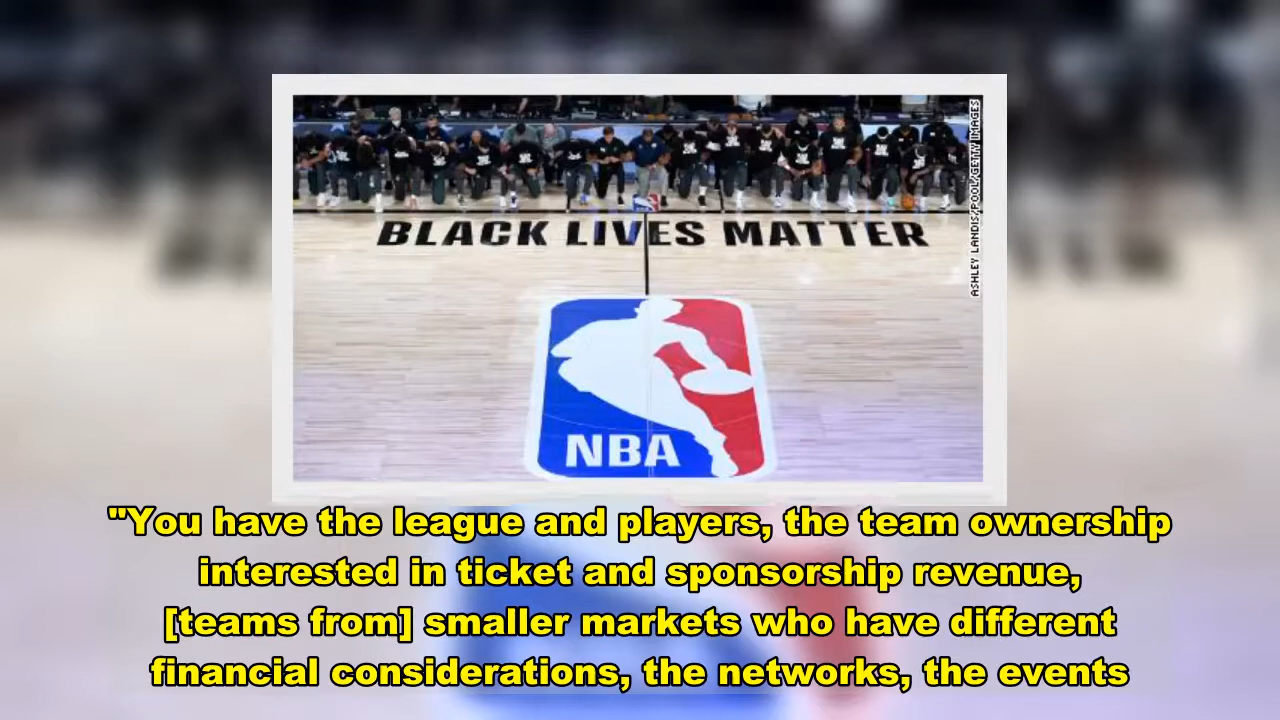 ASHLEY LANDIS/POOL/GETTY IMAGES
BLACK LIVES MATTER
NBA
"You have the league and players, the team ownership
interested in ticket and sponsorship revenue,
[teams from] smaller markets who have different
financial considerations, the networks, the events